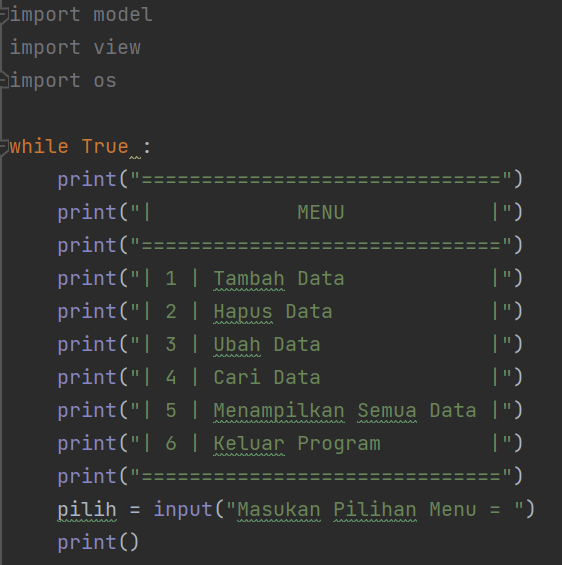 import model
import view
import os
while True :
print("==============================")
print("|            MENU            |")
print("==============================")
print("| 1 | Tambah Data            |")
print("| 2 | Hapus Data             |")
print("| 3 | Ubah Data              |")
print("| 4 | Cari Data              |")
print("| 5 | Menampilkan Semua Data |")
print("| 6 | Keluar Program         |")
print("==============================")
pilih = input("Masukan Pilihan Menu = ")
print()